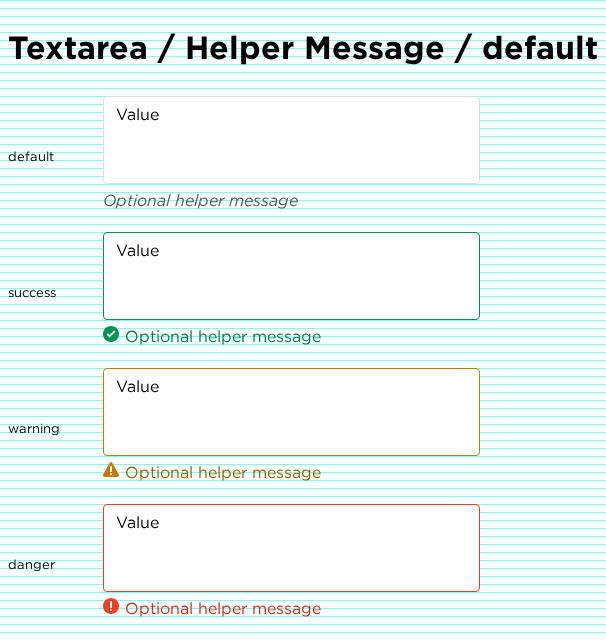 Textarea / Helper Message / default
Value
default
Optional helper message
Value
success
Optional helper message
Value
warning
Optional helper message
Value
danger
Optional helper message